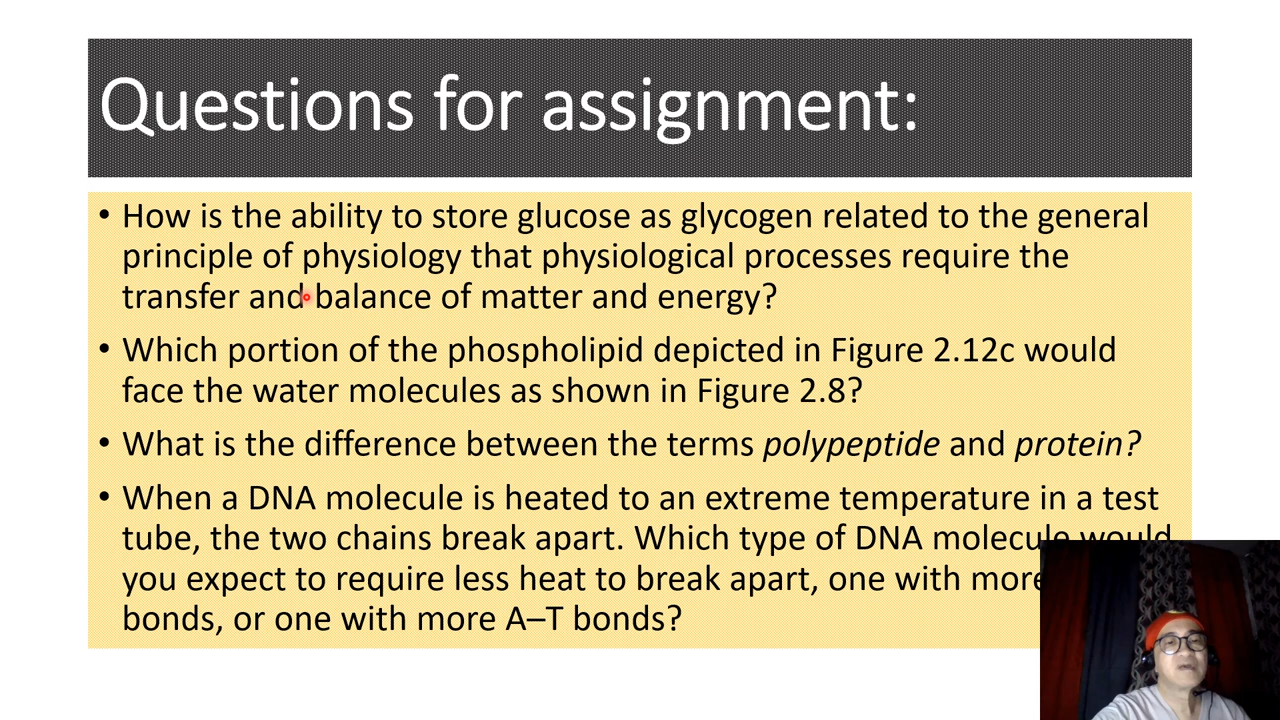 Questions for assignment:
• How is the ability to store glucose as glycogen related to the general
principle of physiology that physiological processes require the
transfer and balance of matter and energy?
• Which portion of the phospholipid depicted in Figure 2.12c would
face the water molecules as shown in Figure 2.8?
• What is the difference between the terms polypeptide and protein?
• When a DNA molecule is heated to an extreme temperature in a test
tube, the two chains break apart. Which type of DNA molecule would
you expect to require less heat to break apart, one with more
bonds, or one with more A–T bonds?